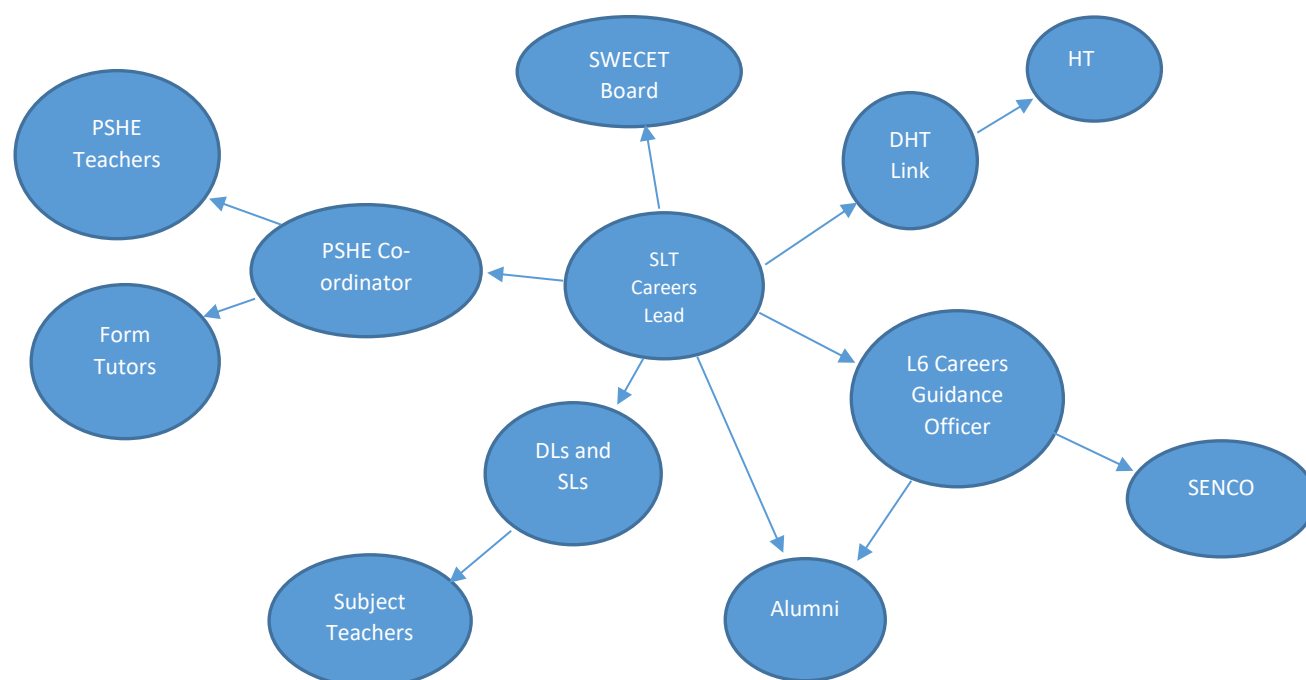 SWECET
Board
HT
PSHE
Teachers
DHT
Link
PSHE Co-
ordinator
SLT
Careers
Lead
Form
Tutors
L6 Careers
Guidance
Officer
DLs and
SLs
SENCO
Subject
Teachers
Alumni